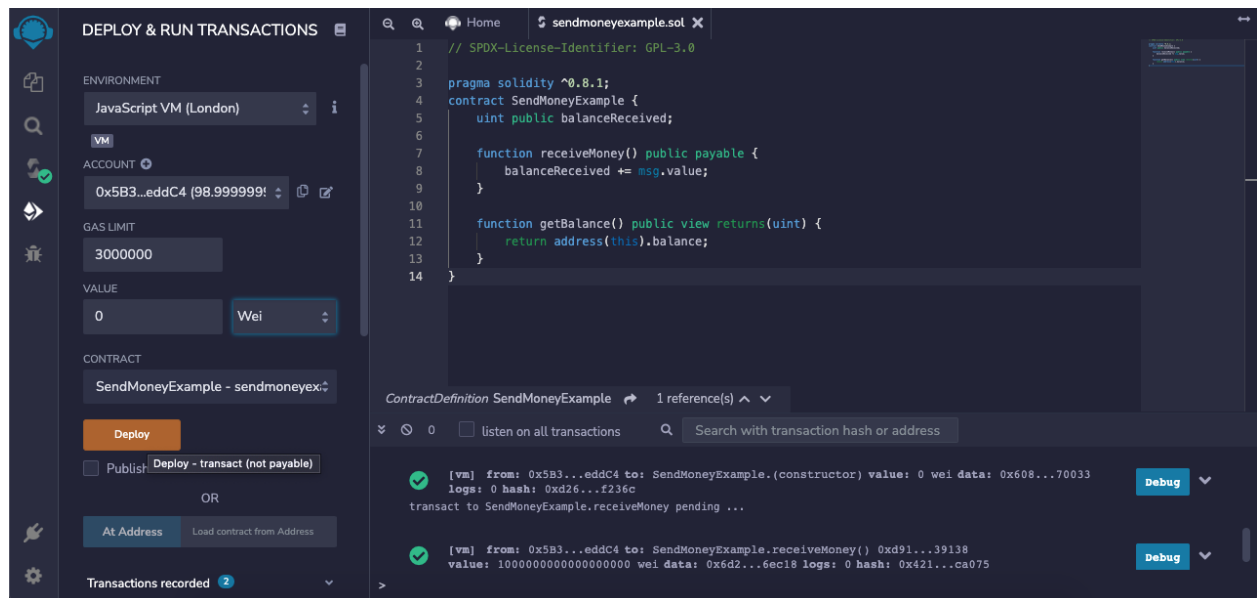 DEPLOY & RUN TRANSACTIONS
ENVIRONMENT
JavaScript VM (London)
VM
ACCOUNT
0x5B3...eddC4 (98.9999999
GAS LIMIT
3000000
VALUE
0 Wei
CONTRACT
SendMoneyExample - sendmoneyex
Deploy
Publish
Deploy - transact (not payable)
OR
At Address Load contract from Address
Transactions recorded 2
Home sendmoneyexample.sol
1 // SPDX-License-Identifier: GPL-3.0
2
3 pragma solidity ^0.8.1;
4 contract SendMoneyExample {
5 uint public balanceReceived;
6
7 function receiveMoney() public payable {
8 balanceReceived += msg.value;
9 }
10
11 function getBalance() public view returns(uint) {
12 return address(this).balance;
13 }
14 }
ContractDefinition SendMoneyExample 1 reference(s)
0 listen on all transactions Search with transaction hash or address
[vm] from: 0x5B3...eddC4 to: SendMoneyExample.(constructor) value: 0 wei data: 0x608...70033
logs: 0 hash: 0xd26...f236c
Debug
transact to SendMoneyExample.receiveMoney pending ...
[vm] from: 0x5B3...eddC4 to: SendMoneyExample.receiveMoney() 0xd91...39138
value: 1000000000000000000 wei data: 0x6d2...6ec18 logs: 0 hash: 0x421...ca075
Debug
>